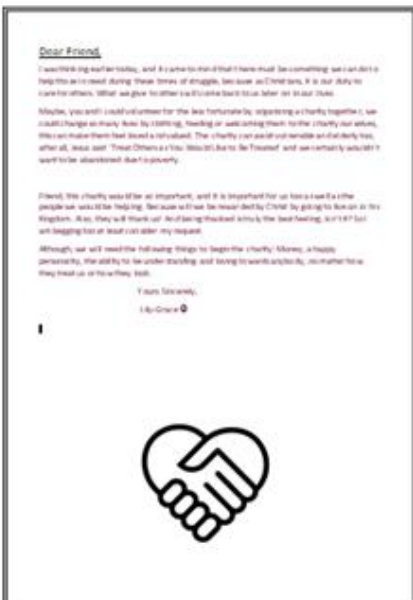 Dear Friend,
I was thinking earlier today, and it came to mind that there must be something we can do to
help those in need during these times of struggle, because as Christians, it is our duty to
care for others. What we give to others will come back to us later on in our lives.
Maybe, you and I could volunteer for the less fortunate by organising a charity together, we
could change so many lives by clothing, feeding or welcoming them to the charity ourselves,
this can make them feel loved and valued. The charity can assist vulnerable and elderly too,
after all, Jesus said 'Treat Others as You Would Like to Be Treated' and we certainly wouldn't
want to be abandoned due to poverty.
Friend, this charity would be so important, and it is important for us too as well as the
people we would be helping. Because will we be rewarded by Christ by going to live on in his
Kingdom. Also, they will thank us! And being thanked is truly the best feeling, isn't it? So I
am begging you at least consider my request.
Although, we will need the following things to begin the charity: Money, a happy
personality, the ability to be understanding and loving towards anybody, no matter how
they treat us or how they look.
Yours Sincerely,
Lily-Grace